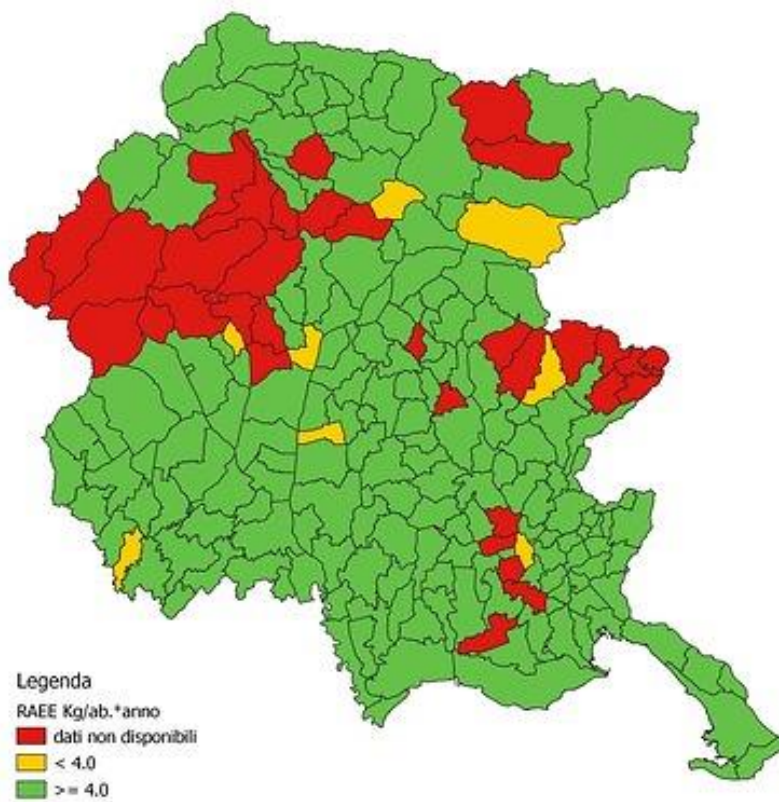 Legenda
RAEE Kg/ab.*anno
dati non disponibili
< 4.0
>= 4.0